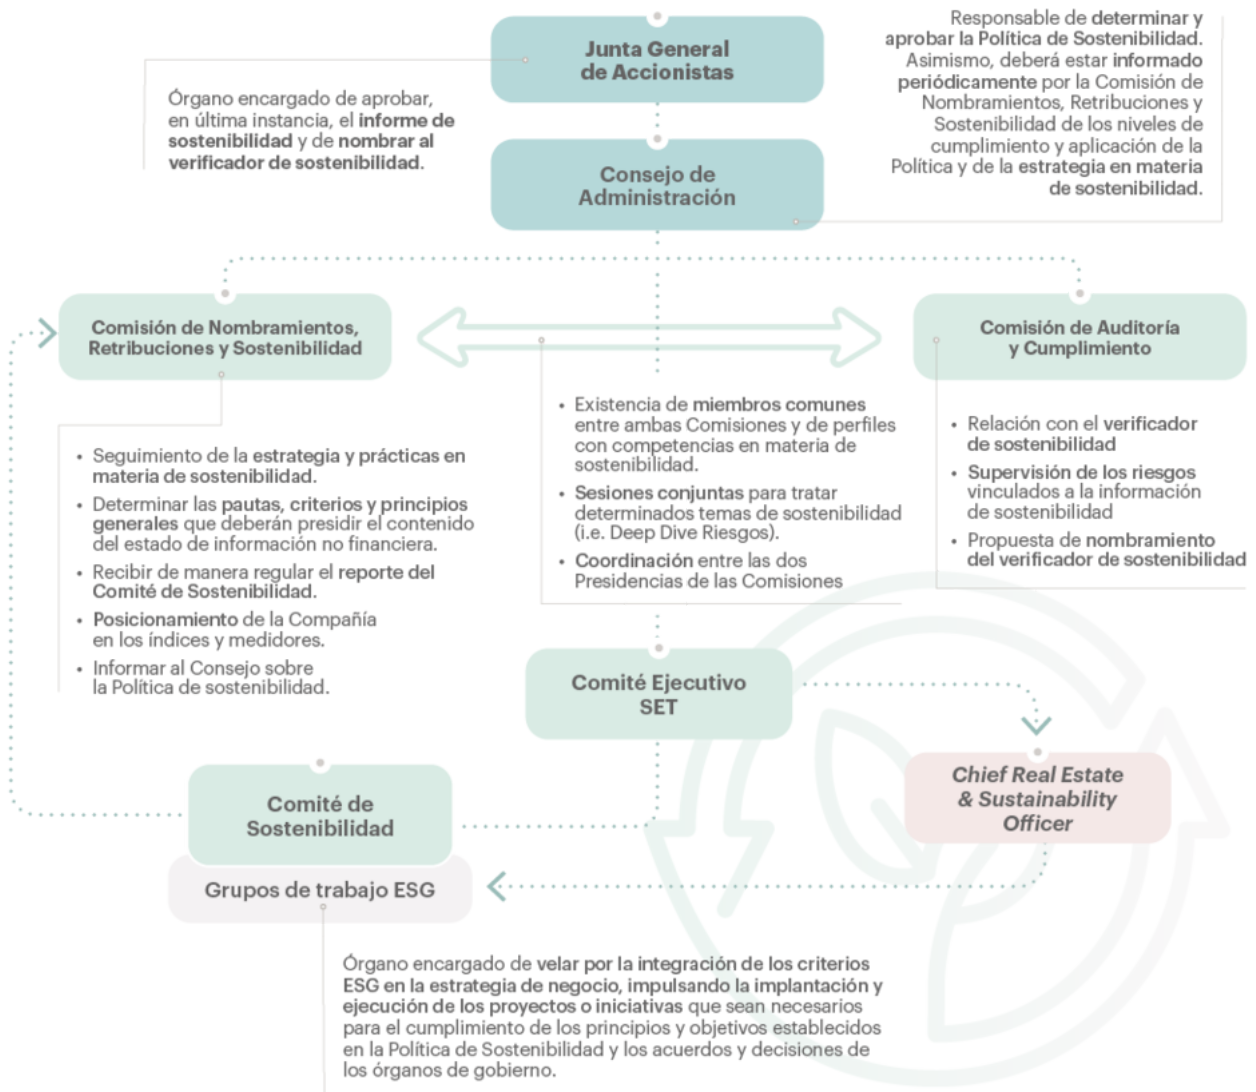 Junta General
de Accionistas
Órgano encargado de aprobar,
en última instancia, el informe de
sostenibilidad y de nombrar al
verificador de sostenibilidad.
Responsable de determinar y
aprobar la Política de Sostenibilidad.
Asimismo, deberá estar informado
periódicamente por la Comisión de
Nombramientos, Retribuciones y
Sostenibilidad de los niveles de
cumplimiento y aplicación de la
Política y de la estrategia en materia
de sostenibilidad.
Consejo de
Administración
Comisión de Nombramientos,
Retribuciones y Sostenibilidad
Comisión de Auditoría
y Cumplimiento
• Seguimiento de la estrategia y prácticas en
materia de sostenibilidad.
• Determinar las pautas, criterios y principios
generales que deberán presidir el contenido
del estado de información no financiera.
• Recibir de manera regular el reporte del
Comité de Sostenibilidad.
• Posicionamiento de la Compañía
en los índices y medidores.
• Informar al Consejo sobre
la Política de sostenibilidad.
• Existencia de miembros comunes
entre ambas Comisiones y de perfiles
con competencias en materia de
sostenibilidad.
• Sesiones conjuntas para tratar
determinados temas de sostenibilidad
(i.e. Deep Dive Riesgos).
• Coordinación entre las dos
Presidencias de las Comisiones
• Relación con el verificador
de sostenibilidad
• Supervisión de los riesgos
vinculados a la información
de sostenibilidad
• Propuesta de nombramiento
del verificador de sostenibilidad
Comité Ejecutivo
SET
Chief Real Estate
& Sustainability
Officer
Comité de
Sostenibilidad
Grupos de trabajo ESG
Órgano encargado de velar por la integración de los criterios
ESG en la estrategia de negocio, impulsando la implantación y
ejecución de los proyectos o iniciativas que sean necesarios
para el cumplimiento de los principios y objetivos establecidos
en la Política de Sostenibilidad y los acuerdos y decisiones de
los órganos de gobierno.